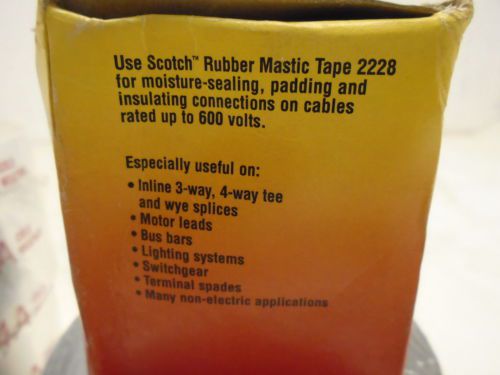 Use Scotch™ Rubber Mastic Tape 2228
for moisture-sealing, padding and
insulating connections on cables
rated up to 600 volts.
Especially useful on:
• Inline 3-way, 4-way tee
and wye splices
• Motor leads
• Bus bars
• Lighting systems
• Switchgear
• Terminal spades
• Many non-electric applications